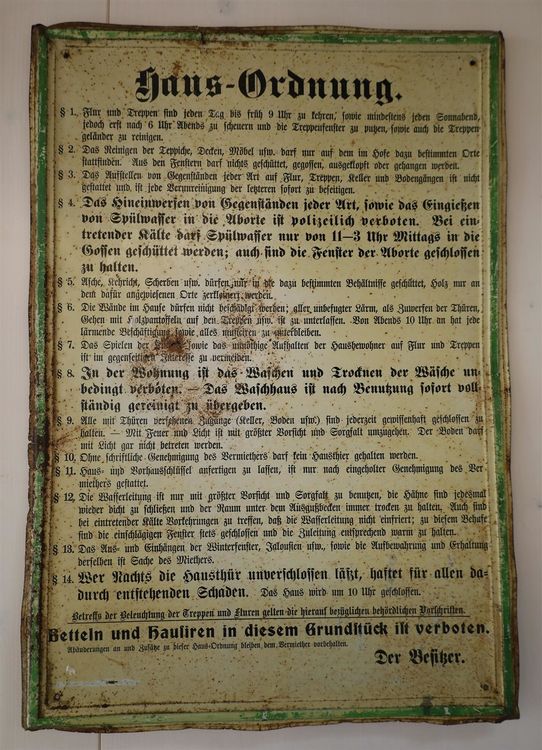 Haus-Ordnung.
§ 1. Flur und Treppen sind jeden Tag bis früh 9 Uhr zu kehren, sowie mindestens jeden Sonnabend,
jedoch erst nach 6 Uhr Abends zu scheuern und die Treppenfenster zu putzen, sowie auch die Treppen
geländer zu reinigen.
§ 2. Das Reinigen der Teppiche, Decken, Möbel usw. darf nur auf dem im Hofe dazu bestimmten Orte
stattfinden. Aus den Fenstern darf nichts geschüttet, gegossen, ausgeklopft oder gehangen werden.
§ 3. Das Aufstellen von Gegenständen jeder Art auf Flur, Treppen, Keller und Bodengängen ist nicht
gestattet und ist jede Verunreinigung der letzteren sofort zu beseitigen.
§ 4. Das Hineinwerfen von Gegenständen jeder Art, sowie das Eingießen
von Spülwasser in die Aborte ist polizeilich verboten. Bei ein-
tretender Kälte darf Spülwasser nur von 11—3 Uhr Mittags in die
Gossen geschüttet werden; auch sind die Fenster der Aborte geschlossen
zu halten.
§ 5. Asche, Kehricht, Scherben usw. dürfen nur in die dazu bestimmten Behältnisse geschüttet, Holz nur an
dem dafür angewiesenen Orte zerkleinert werden.
§ 6. Die Wände im Hause dürfen nicht beschädigt werden; aller unbefugter Lärm, als Zuwerfen der Thüren,
Gehen mit Holzpantoffeln auf den Treppen usw. ist zu unterlassen. Von Abends 10 Uhr an hat jede
lärmende Beschäftigung sowie alles musiciren zu unterbleiben.
§ 7. Das Spielen der sowie das unnöthige Aufhalten der Hausbewohner auf Flur und Treppen
ist im gegenseitigen Interesse zu vermeiden.
§ 8. In der Wohnung ist das Waschen und Trocknen der Wäsche un-
bedingt verboten. — Das Waschhaus ist nach Benutzung sofort voll-
ständig gereinigt zu übergeben.
§ 9. Alle mit Thüren versehenen Zugänge (Keller, Boden usw.) sind jederzeit gewissenhaft geschlossen zu
halten. — Mit Feuer und Licht ist mit größter Vorsicht und Sorgfalt umzugehen. Der Boden darf
mit Licht gar nicht betreten werden.
§ 10. Ohne schriftliche Genehmigung des Vermiethers darf kein Hausthier gehalten werden.
§ 11. Haus- und Vorhausschlüssel anfertigen zu lassen, ist nur nach eingeholter Genehmigung des Ver
miethers gestattet.
§ 12. Die Wasserleitung ist nur mit größter Vorsicht und Sorgfalt zu benutzen, die Hähne sind jedesmal
wieder dicht zu schließen und der Raum unter dem Ausgußbecken immer trocken zu halten. Auch sind
bei eintretender Kälte Vorkehrungen zu treffen, daß die Wasserleitung nicht einfriert; zu diesem Behufe
sind die einschlägigen Fenster stets geschlossen und die Zuleitung entsprechend warm zu halten.
§ 13. Das Aus- und Einhängen der Winterfenster, Jalousien usw., sowie die Aufbewahrung und Erhaltung
derselben ist Sache des Miethers.
§ 14. Wer Nachts die Hausthür unverschlossen läßt, haftet für allen da-
durch entstehenden Schaden. Das Haus wird um 10 Uhr geschlossen.
Betreffs der Beleuchtung der Treppen und Fluren gelten die hierauf bezüglichen behördlichen Vorschriften.
Betteln und Hausiren in diesem Grundstück ist verboten.
Abänderungen an und Zusätze zu dieser Haus-Ordnung bleiben dem Vermiether vorbehalten.
Der Besitzer.